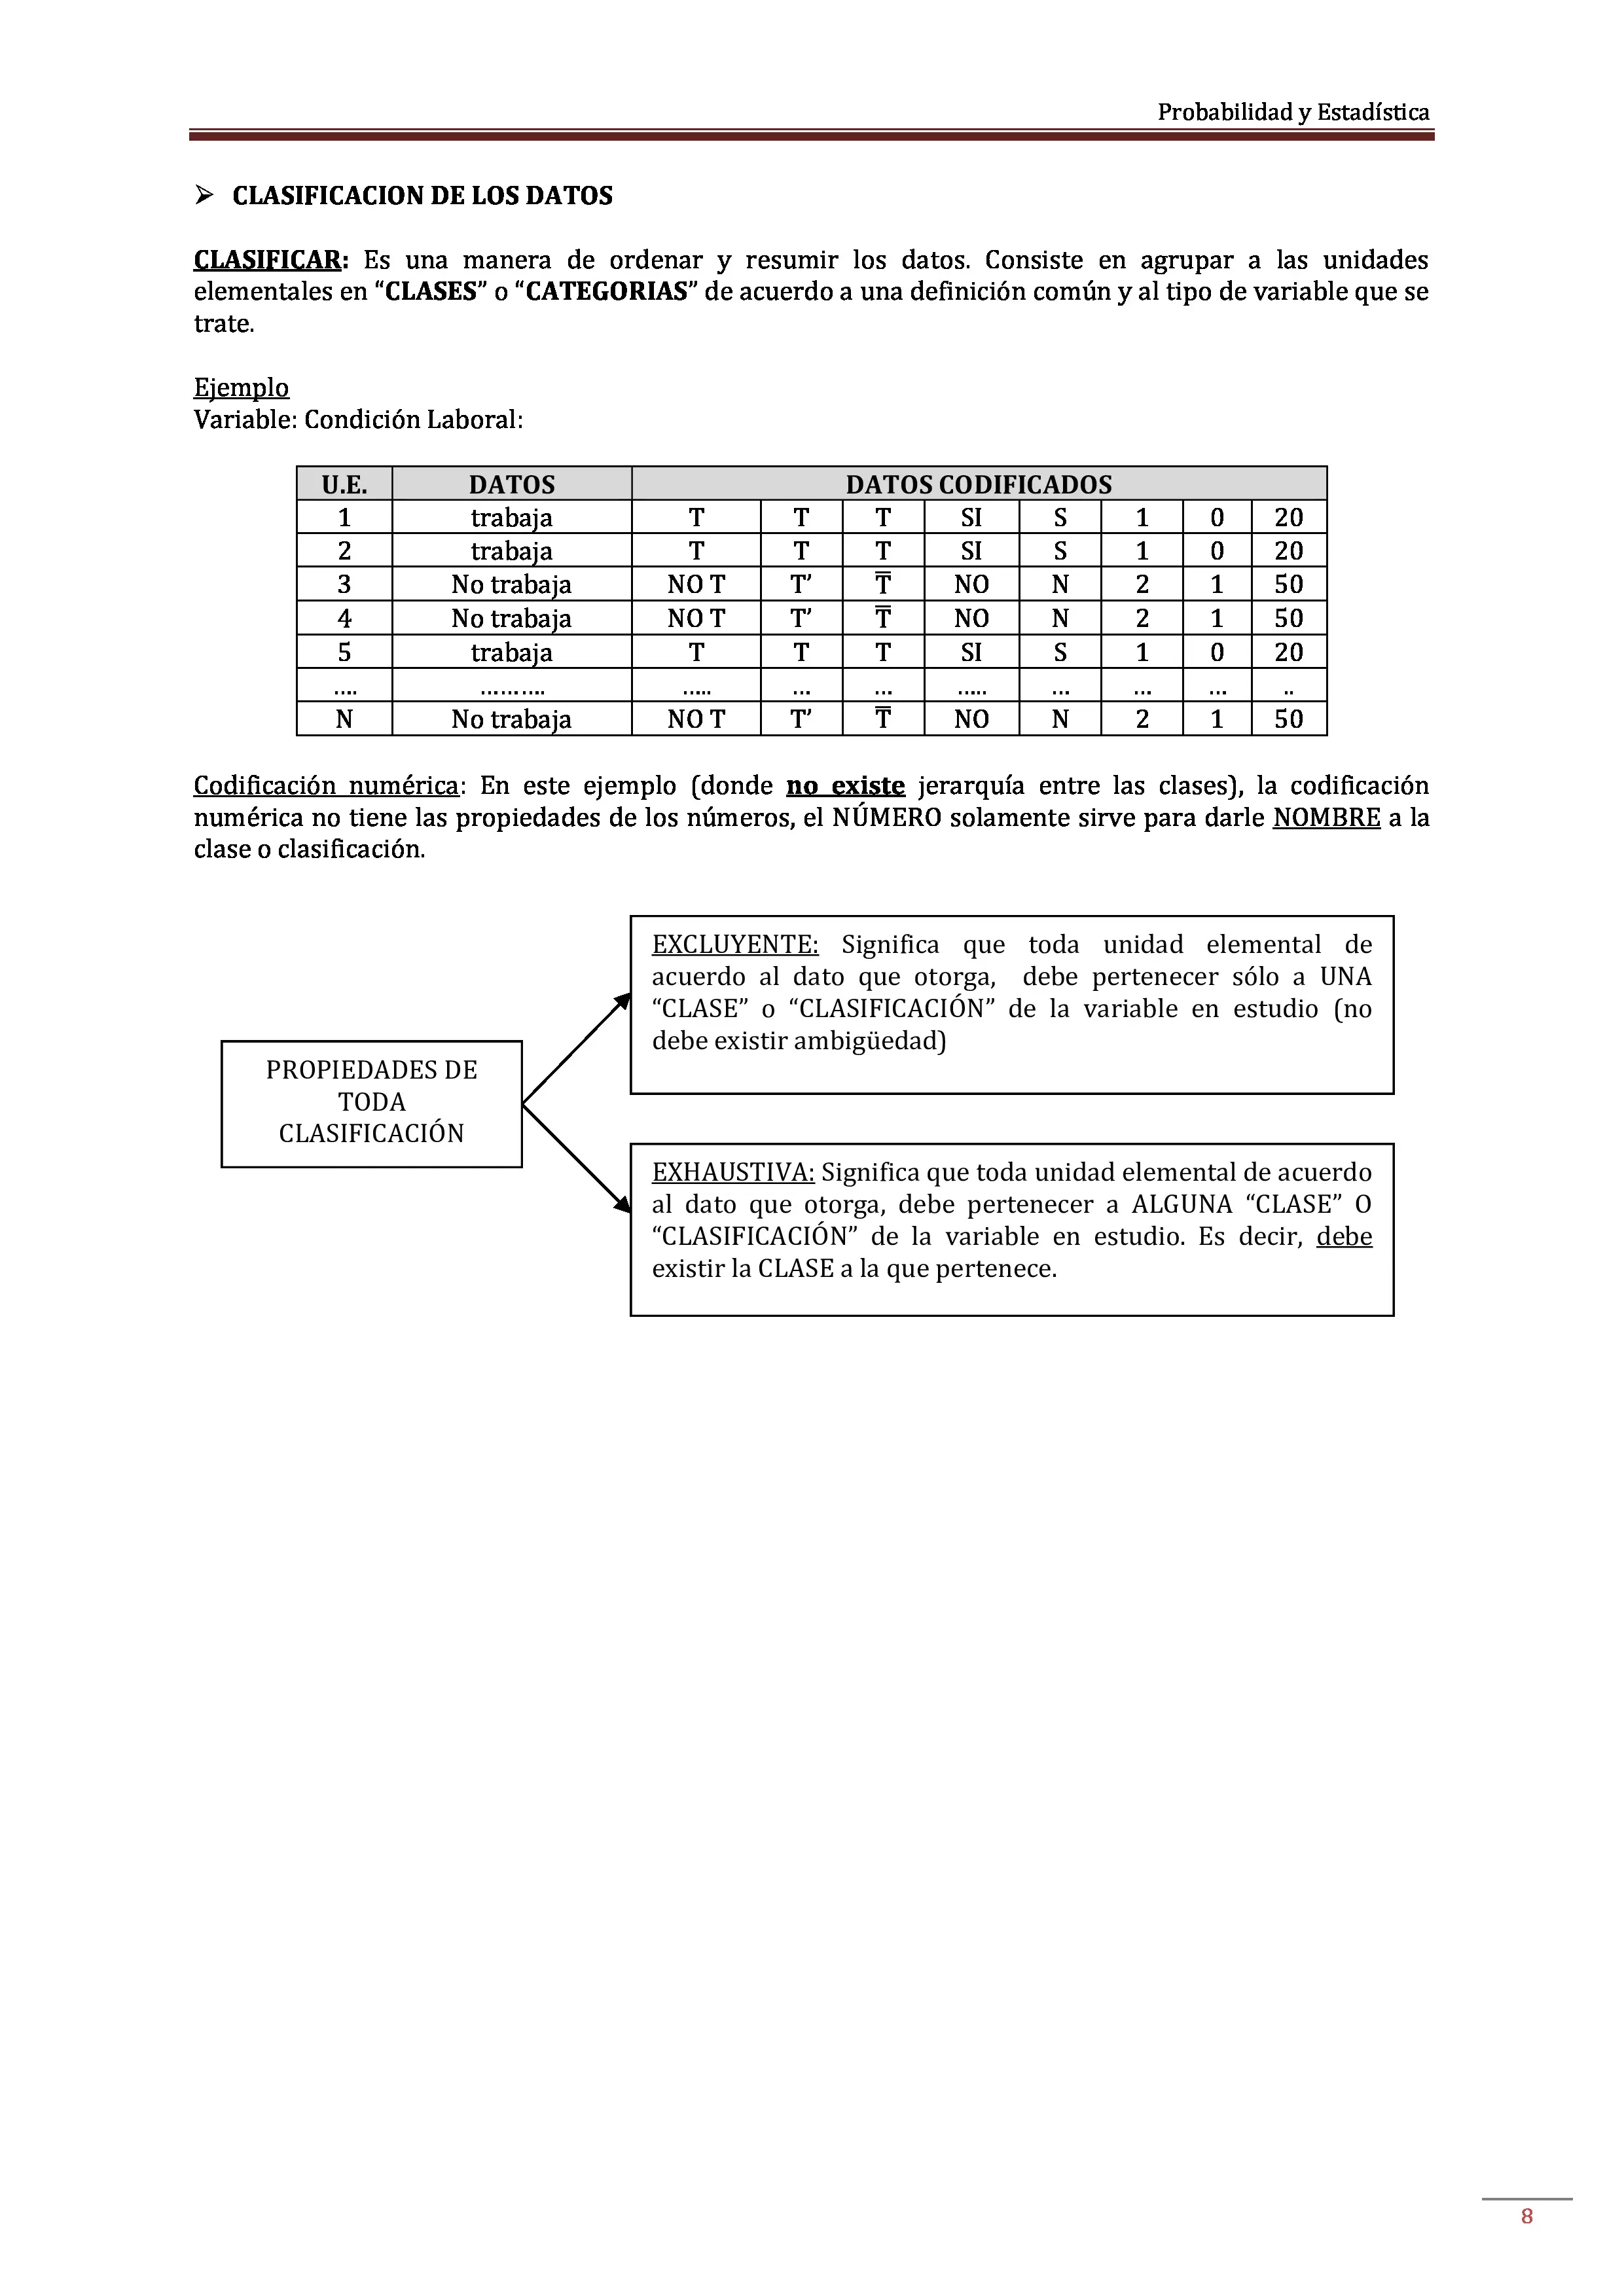 Probabilidad y Estadística
➢ CLASIFICACION DE LOS DATOS
CLASIFICAR: Es una manera de ordenar y resumir los datos. Consiste en agrupar a las unidades
elementales en “CLASES” o “CATEGORIAS” de acuerdo a una definición común y al tipo de variable que se
trate.
Ejemplo
Variable: Condición Laboral:
U.E. DATOS DATOS CODIFICADOS
1 trabaja T T T SI S 1 0 20
2 trabaja T T T SI S 1 0 20
3 No trabaja NO T T’ T̅ NO N 2 1 50
4 No trabaja NO T T’ T̅ NO N 2 1 50
5 trabaja T T T SI S 1 0 20
.... .......... ..... ... ... ..... ... ... ... ..
N No trabaja NO T T’ T̅ NO N 2 1 50
Codificación numérica: En este ejemplo (donde no existe jerarquía entre las clases), la codificación
numérica no tiene las propiedades de los números, el NÚMERO solamente sirve para darle NOMBRE a la
clase o clasificación.
PROPIEDADES DE
TODA
CLASIFICACIÓN
EXCLUYENTE: Significa que toda unidad elemental de
acuerdo al dato que otorga, debe pertenecer sólo a UNA
“CLASE” o “CLASIFICACIÓN” de la variable en estudio (no
debe existir ambigüedad)
EXHAUSTIVA: Significa que toda unidad elemental de acuerdo
al dato que otorga, debe pertenecer a ALGUNA “CLASE” O
“CLASIFICACIÓN” de la variable en estudio. Es decir, debe
existir la CLASE a la que pertenece.
8